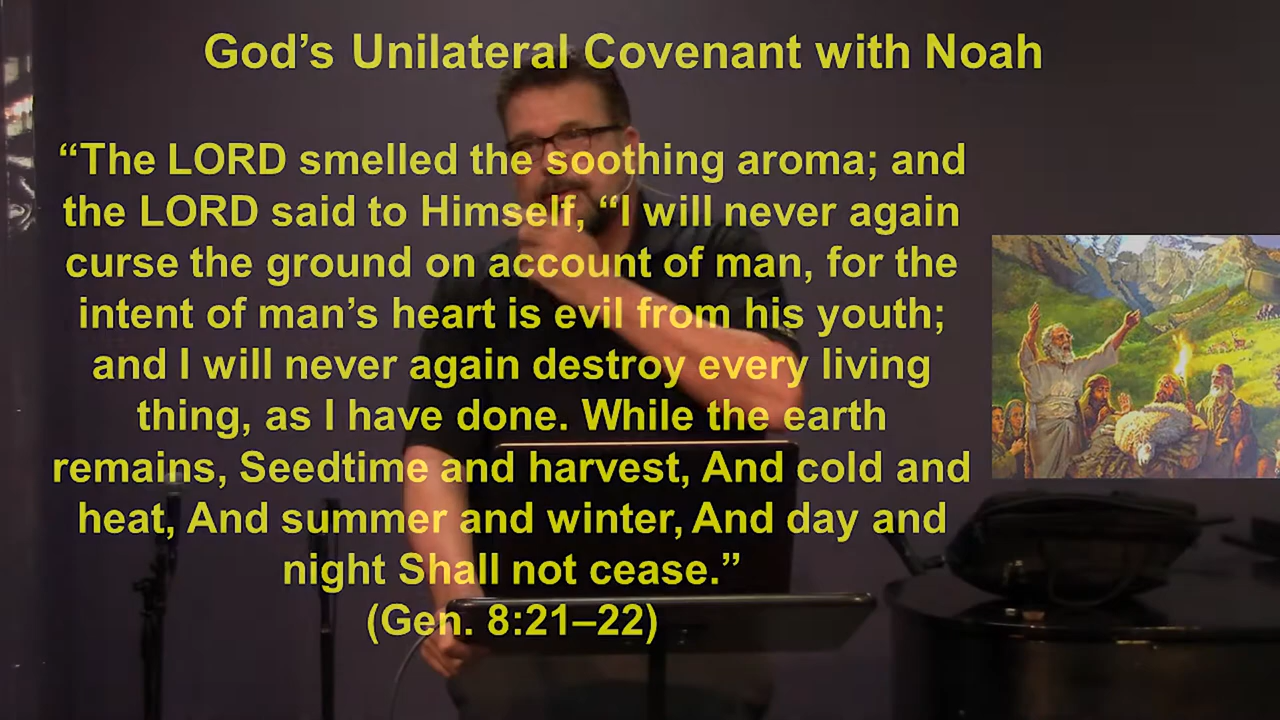 God’s Unilateral Covenant with Noah
“The LORD smelled the soothing aroma; and
the LORD said to Himself, “I will never again
curse the ground on account of man, for the
intent of man’s heart is evil from his youth;
and I will never again destroy every living
thing, as I have done. While the earth
remains, Seedtime and harvest, And cold and
heat, And summer and winter, And day and
night Shall not cease.”
(Gen. 8:21–22)